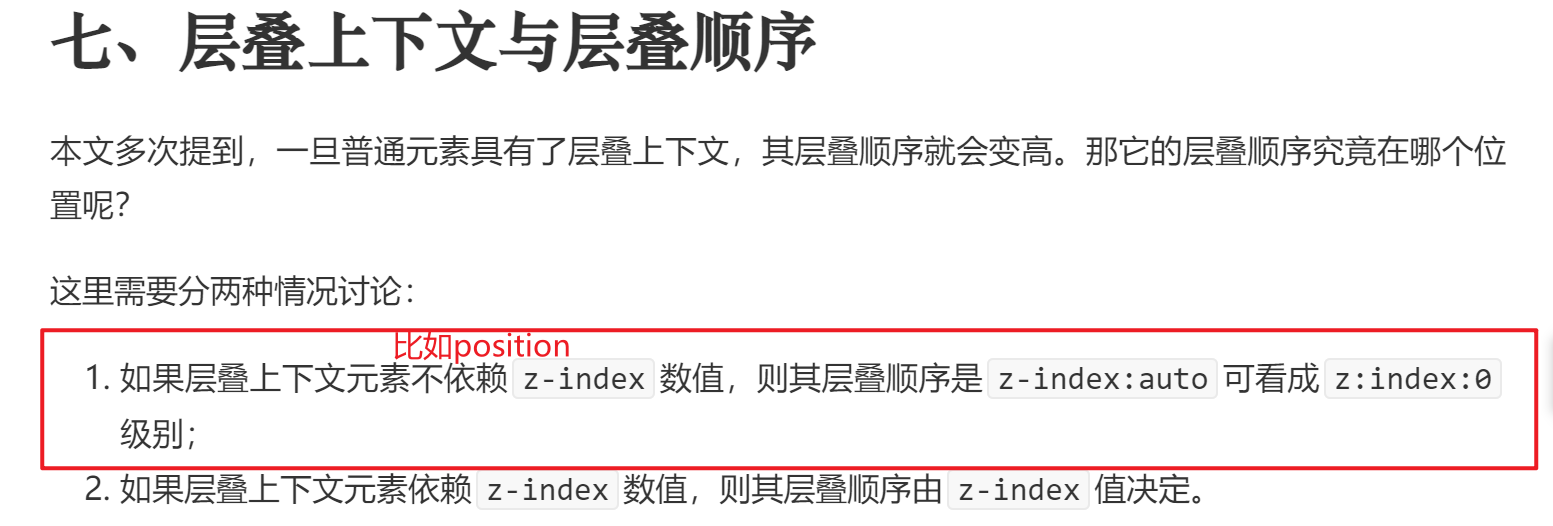 七、层叠上下文与层叠顺序
本文多次提到，一旦普通元素具有了层叠上下文，其层叠顺序就会变高。那它的层叠顺序究竟在哪个位
置呢？
这里需要分两种情况讨论：
比如position
1. 如果层叠上下文元素不依赖 z-index 数值，则其层叠顺序是 z-index:auto 可看成 z:index:0
级别；
2. 如果层叠上下文元素依赖 z-index 数值，则其层叠顺序由 z-index 值决定。